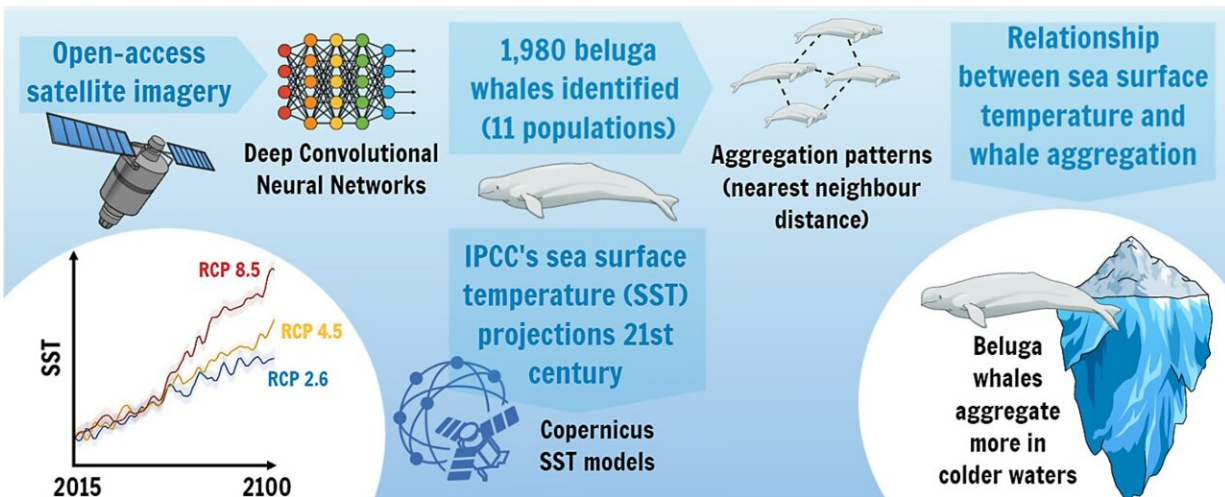 Open-access
satellite imagery
Deep Convolutional
Neural Networks
1,980 beluga
whales identified
(11 populations)
Aggregation patterns
(nearest neighbour
distance)
Relationship
between sea surface
temperature and
whale aggregation
SST
RCP 8.5
RCP 4.5
RCP 2.6
2015
2100
IPCC's sea surface
temperature (SST)
projections 21st
century
Copernicus
SST models
Beluga
whales
aggregate
more in
colder waters